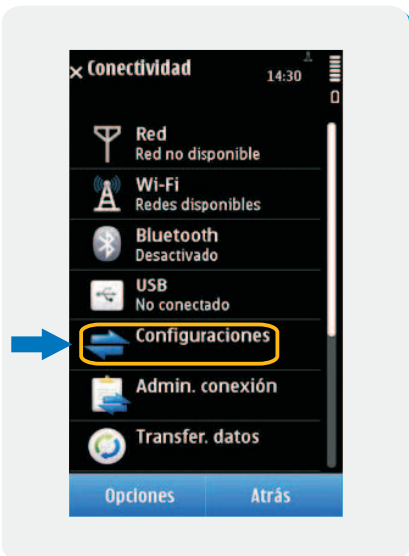 × Conectividad
14:30
Red
Red no disponible
Wi-Fi
Redes disponibles
Bluetooth
Desactivado
USB
No conectado
Configuraciones
Admin. conexión
Transfer. datos
Opciones
Atrás